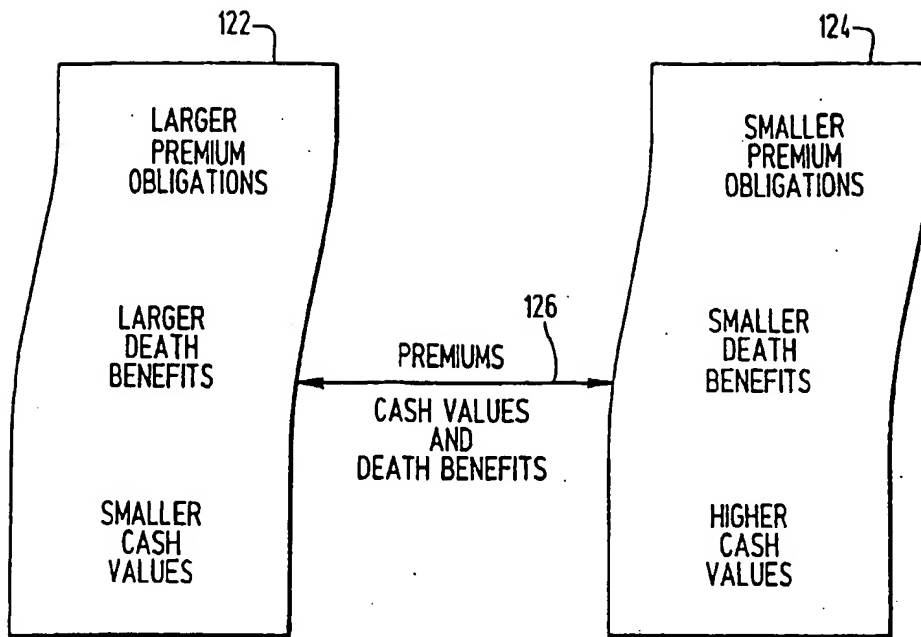 122
124
LARGER
PREMIUM
OBLIGATIONS
SMALLER
PREMIUM
OBLIGATIONS
LARGER
DEATH
BENEFITS
126
PREMIUMS
CASH VALUES
AND
DEATH BENEFITS
SMALLER
DEATH
BENEFITS
SMALLER
CASH
VALUES
HIGHER
CASH
VALUES